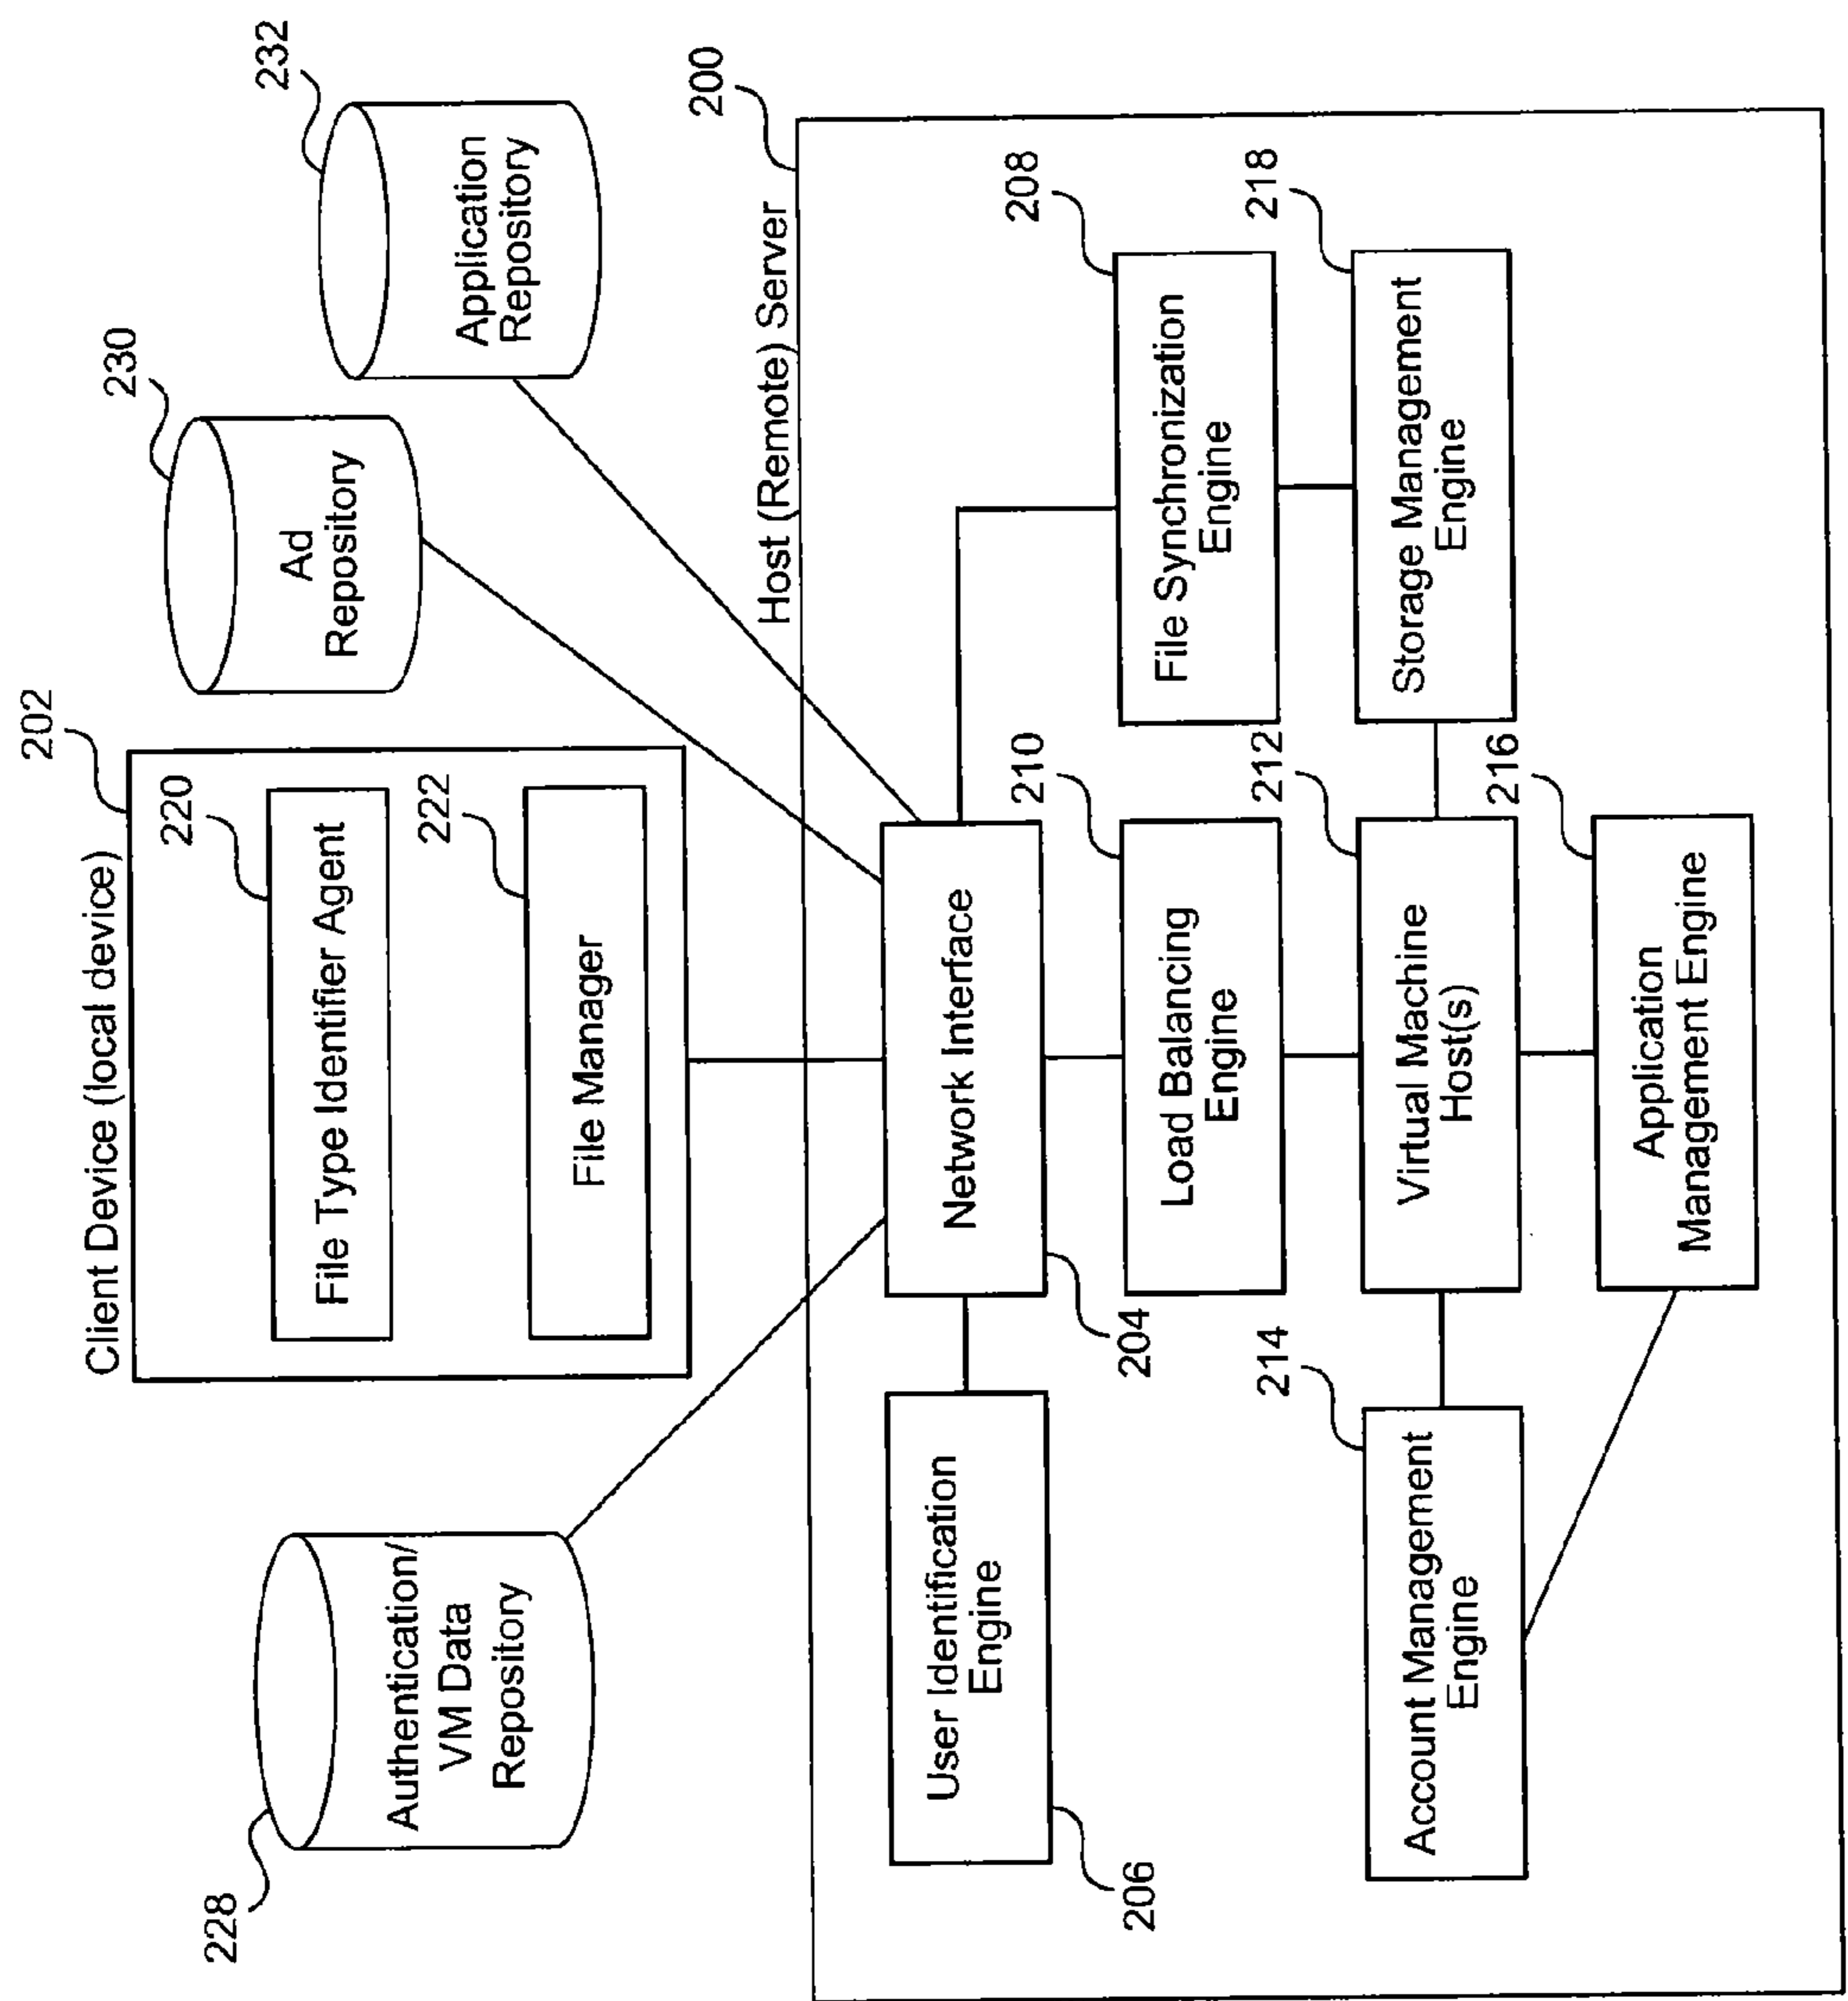 202
230
232
Client Device (local device)
228
220
File Type Identifier Agent
222
File Manager
Authentication/
VM Data
Repository
Ad
Repository
Application
Repository
200
Host (Remote) Server
Network Interface
204
User Identification
Engine
206
210
Load Balancing
Engine
208
File Synchronization
Engine
214
Account Management
Engine
212
Virtual Machine
Host(s)
218
Storage Management
Engine
216
Application
Management Engine